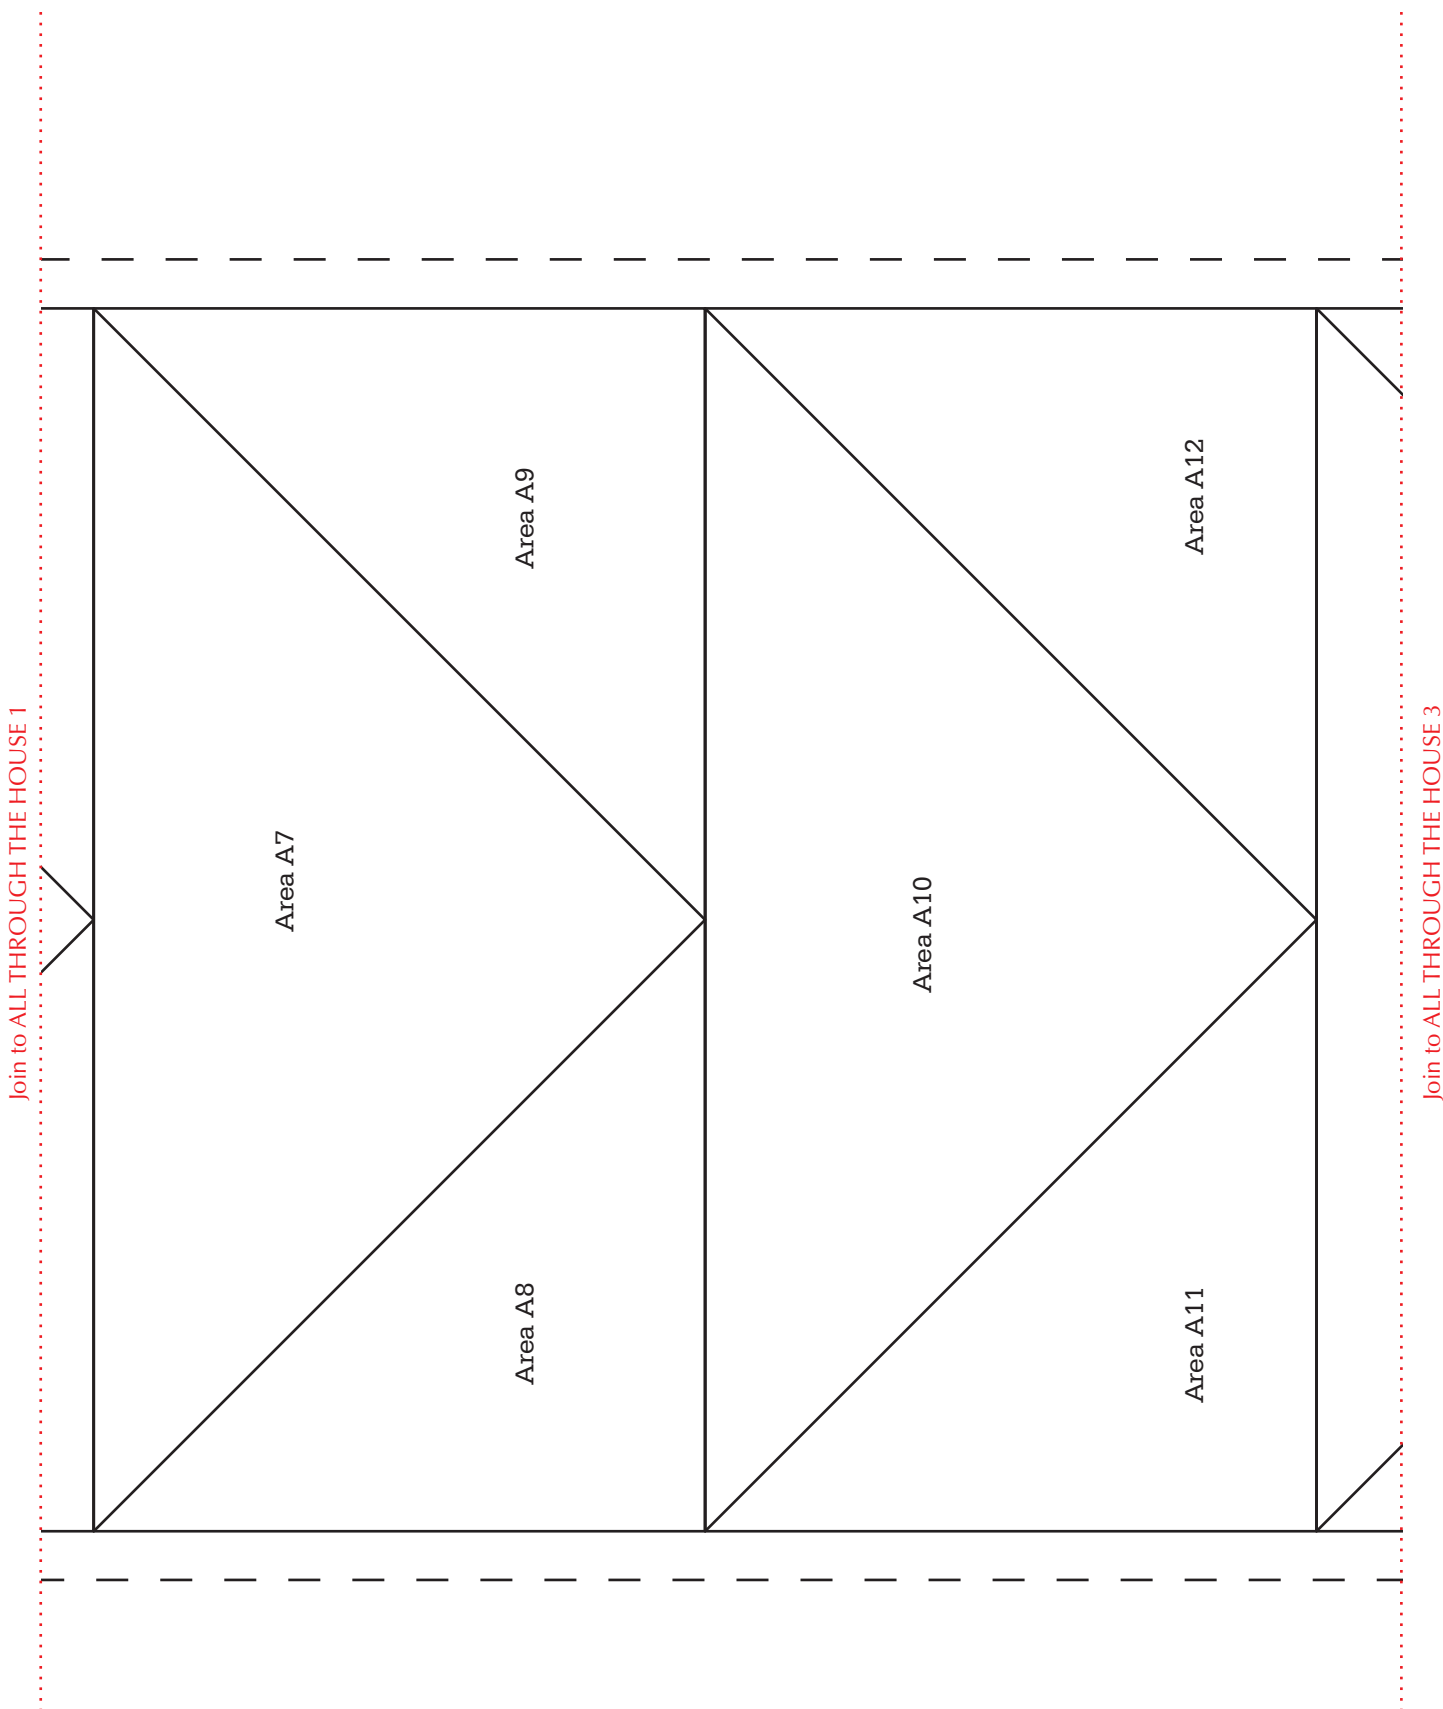 Join to ALL THROUGH THE HOUSE 1
Area A7
Area A9
Area A8
Area A10
Area A12
Area A11
Join to ALL THROUGH THE HOUSE 3